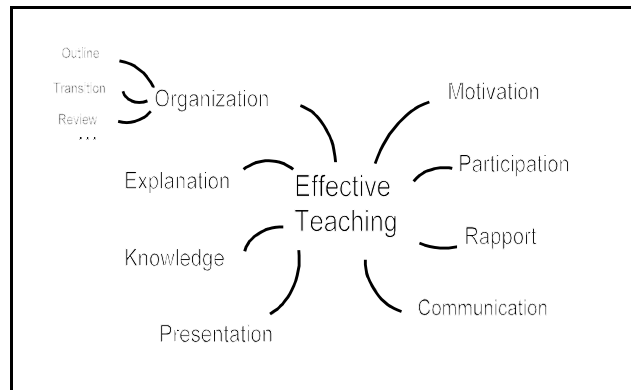 Outline
Transition
Review
...
Organization
Explanation
Knowledge
Presentation
Effective
Teaching
Motivation
Participation
Rapport
Communication